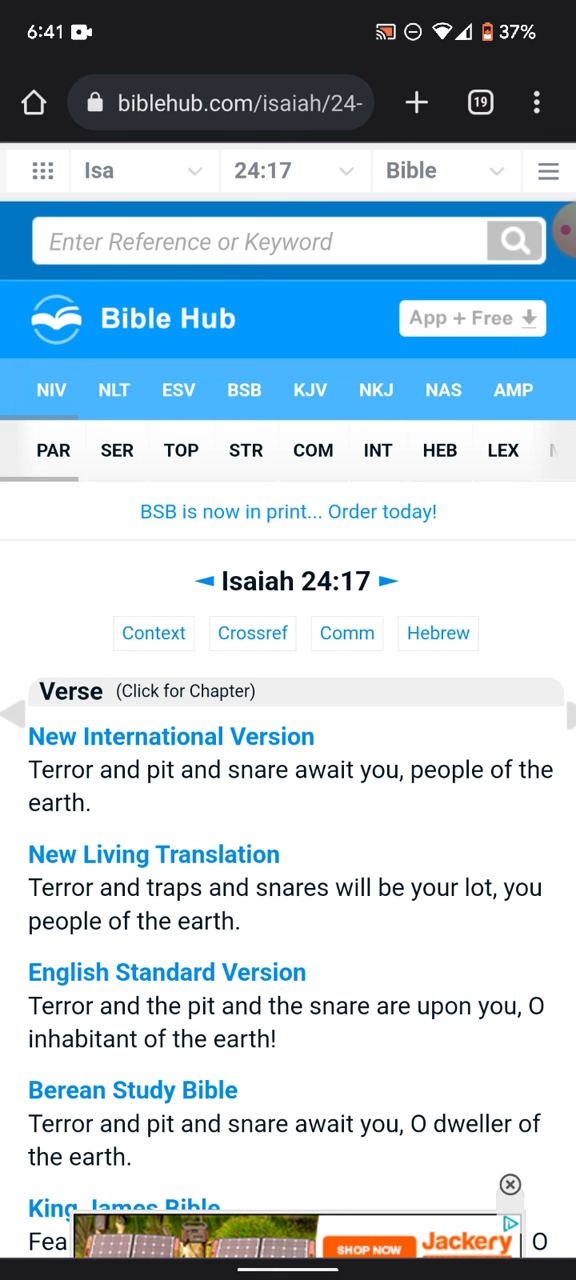 6:41 37%
biblehub.com/isaiah/24- 19
Isa 24:17 Bible
Enter Reference or Keyword
Bible Hub App + Free
NIV NLT ESV BSB KJV NKJ NAS AMP
PAR SER TOP STR COM INT HEB LEX
BSB is now in print... Order today!
Isaiah 24:17
Context Crossref Comm Hebrew
Verse (Click for Chapter)
New International Version
Terror and pit and snare await you, people of the
earth.
New Living Translation
Terror and traps and snares will be your lot, you
people of the earth.
English Standard Version
Terror and the pit and the snare are upon you, O
inhabitant of the earth!
Berean Study Bible
Terror and pit and snare await you, O dweller of
the earth.
King James Bible
Fea O
SHOP NOW Jackery